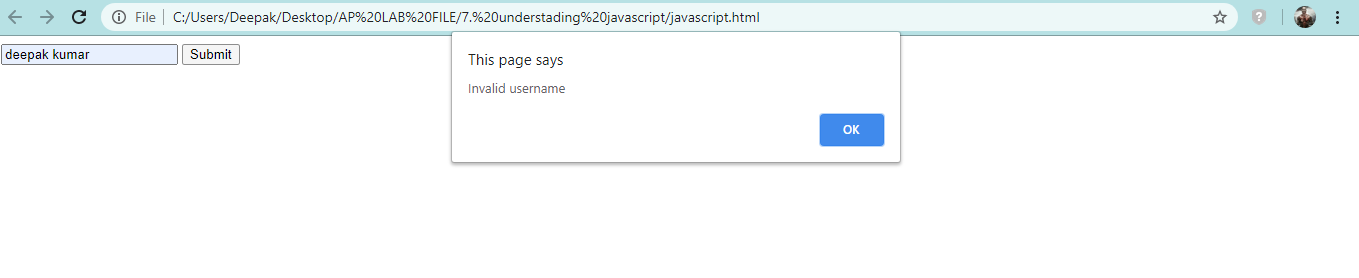 File C:/Users/Deepak/Desktop/AP%20LAB%20FILE/7.%20understading%20javascript/javascript.html
deepak kumar Submit
This page says
Invalid username
OK